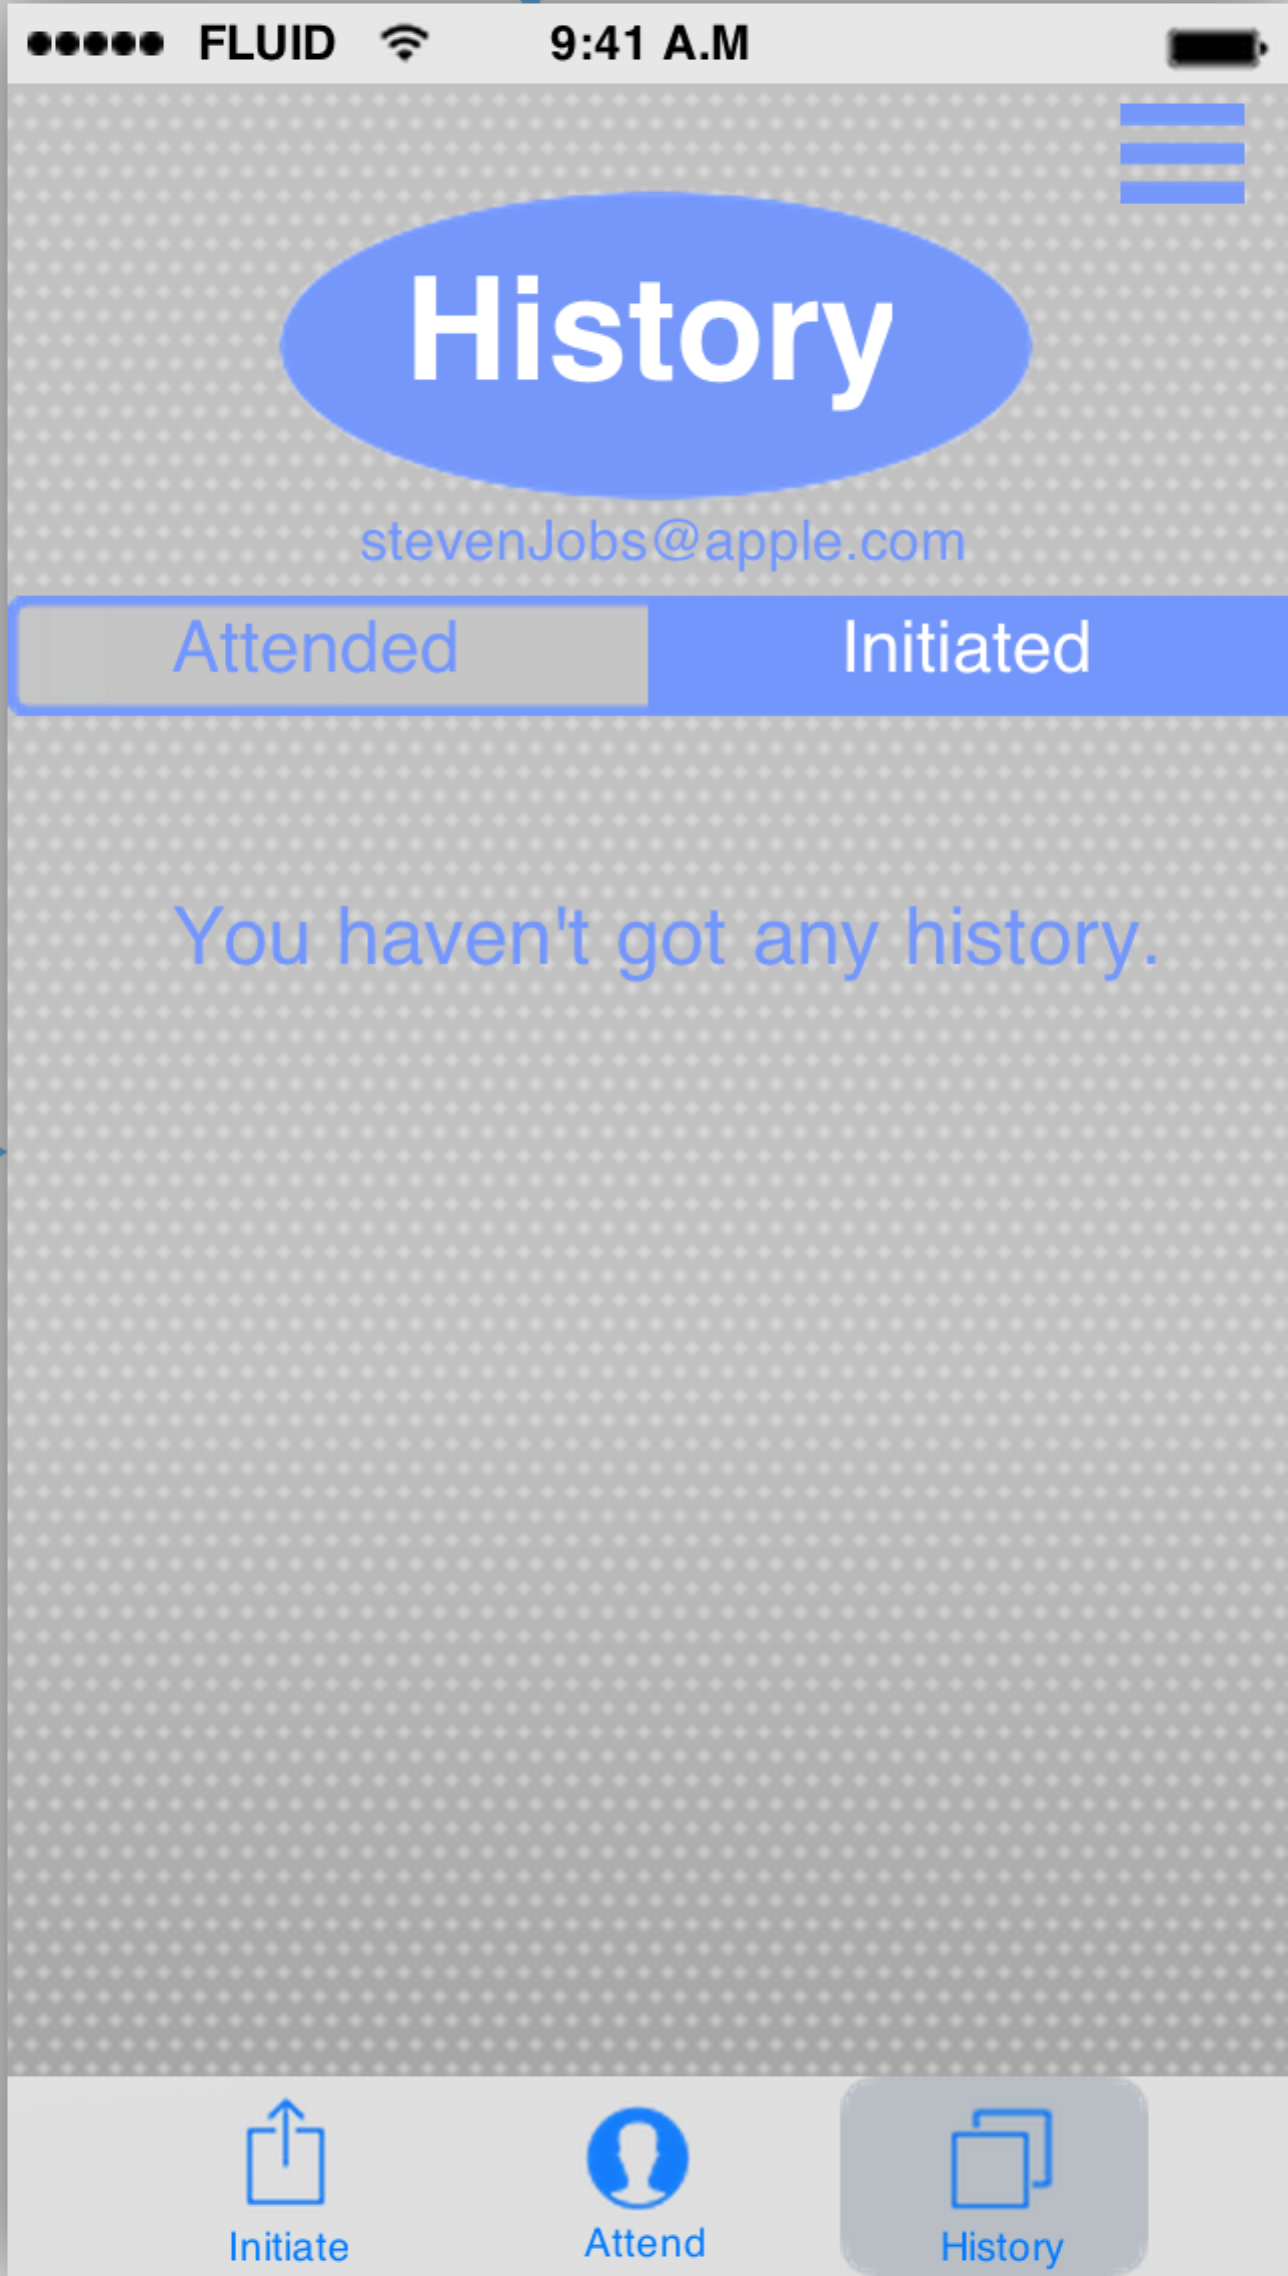 FLUID 9:41 A.M
History
stevenJobs@apple.com
Attended Initiated
You haven't got any history.
Initiate Attend History